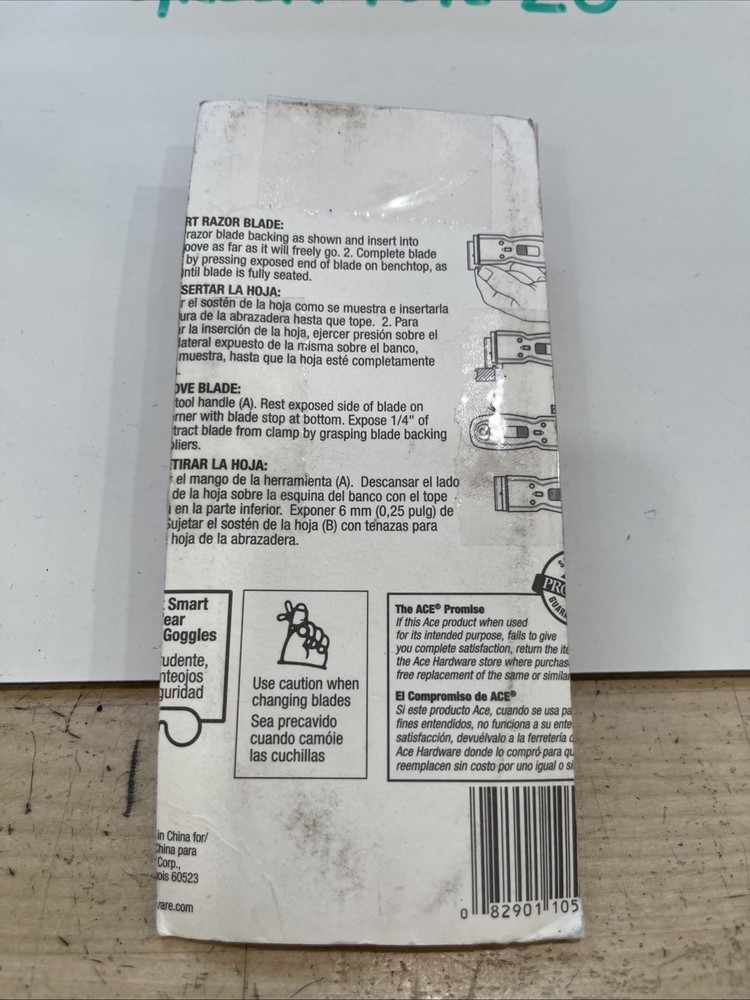 RT RAZOR BLADE:
razor blade backing as shown and insert into
oove as far as it will freely go. 2. Complete blade
by pressing exposed end of blade on benchtop, as
ntil blade is fully seated.
SERTAR LA HOJA:
r el sostén de la hoja como se muestra e insertarla
ura de la abrazadera hasta que tope. 2. Para
ar la inserción de la hoja, ejercer presión sobre el
lateral expuesto de la misma sobre el banco,
muestra, hasta que la hoja esté completamente
.
OVE BLADE:
tool handle (A). Rest exposed side of blade on
rner with blade stop at bottom. Expose 1/4" of
tract blade from clamp by grasping blade backing
pliers.
TIRAR LA HOJA:
r el mango de la herramienta (A). Descansar el lado
de la hoja sobre la esquina del banco con el tope
en la parte inferior. Exponer 6 mm (0,25 pulg) de
Sujetar el sostén de la hoja (B) con tenazas para
hoja de la abrazadera.
Smart
ear
Goggles
rudente,
nteojos
guridad
Use caution when
changing blades
Sea precavido
cuando camóie
las cuchillas
The ACE® Promise
If this Ace product when used
for its intended purpose, fails to give
you complete satisfaction, return the ite
the Ace Hardware store where purchas
free replacement of the same or similar
El Compromiso de ACE®
Si este producto Ace, cuando se usa pa
fines entendidos, no funciona a su ente
satisfacción, devuélvalo a la ferretería d
Ace Hardware donde lo compró para qu
reemplacen sin costo por uno igual o si
PRO
GUAR
in China for/
China para
Corp.,
ois 60523
are.com
0 82901 105